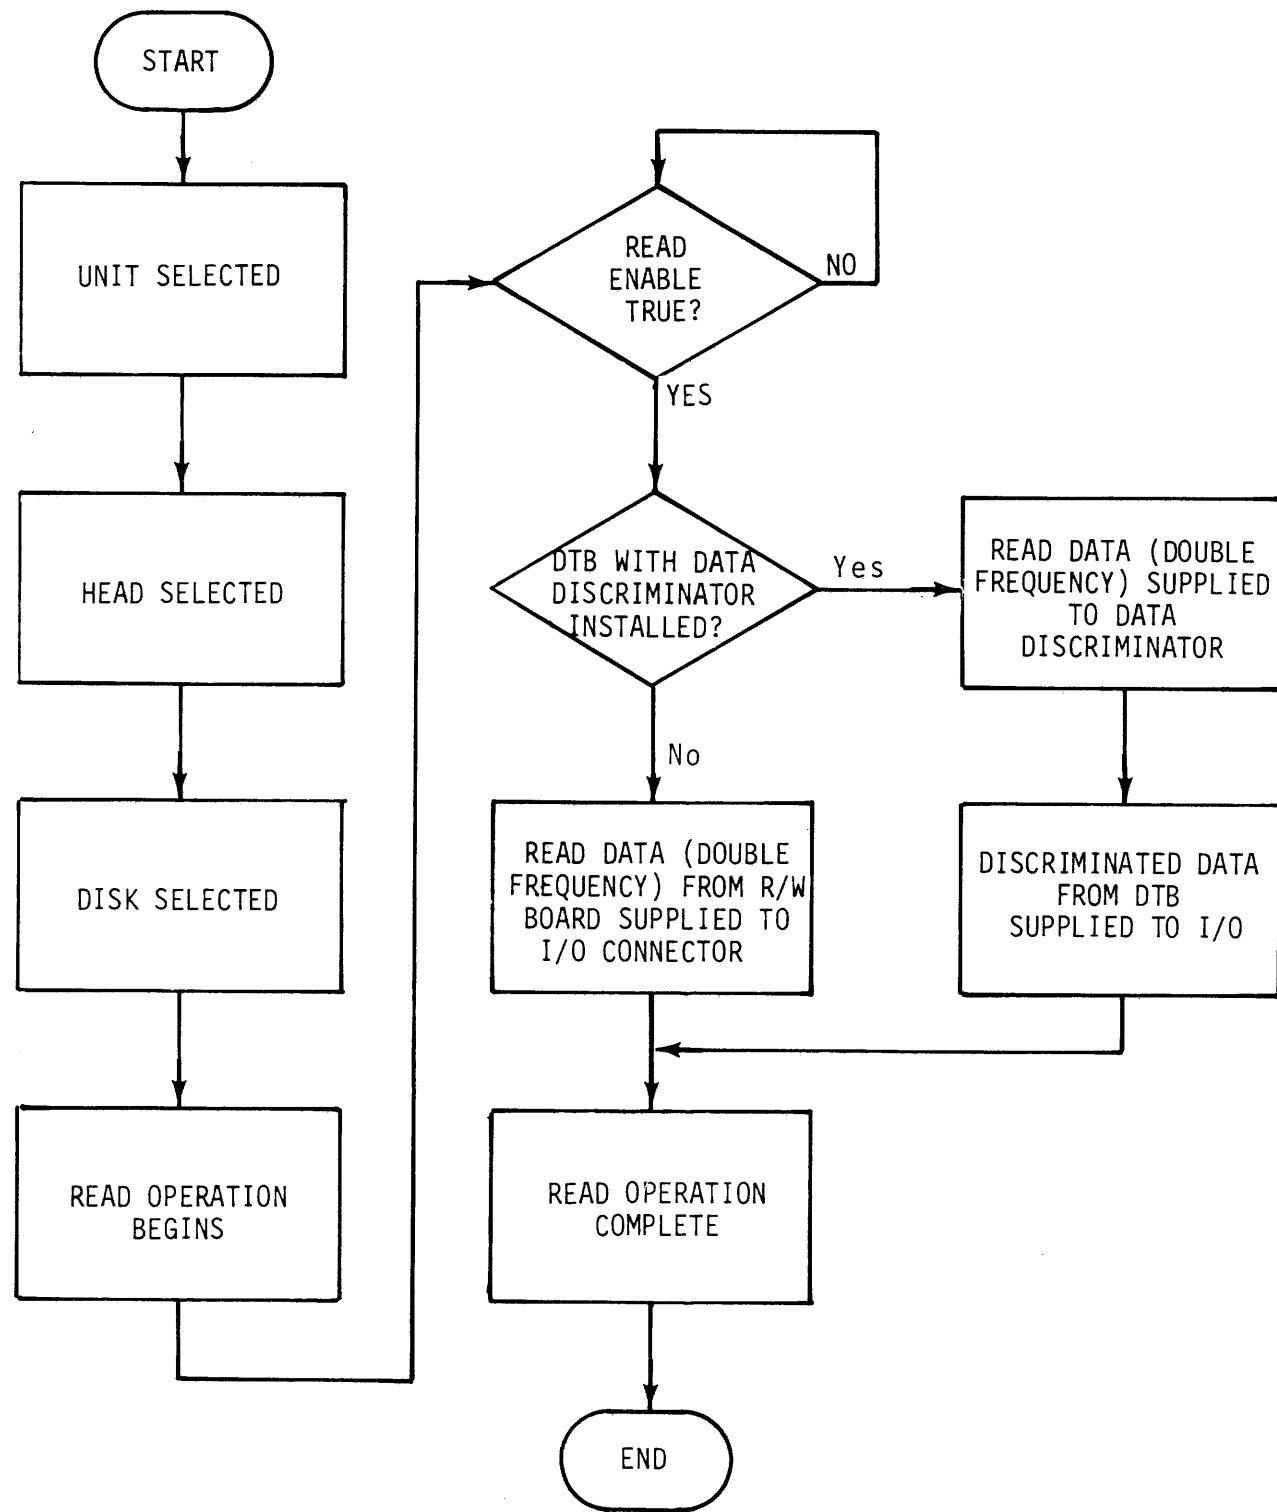 START
UNIT SELECTED
HEAD SELECTED
DISK SELECTED
READ OPERATION
BEGINS
READ
ENABLE
TRUE?
NO
YES
DTB WITH DATA
DISCRIMINATOR
INSTALLED?
Yes
No
READ DATA (DOUBLE
FREQUENCY) SUPPLIED
TO DATA
DISCRIMINATOR
READ DATA (DOUBLE
FREQUENCY) FROM R/W
BOARD SUPPLIED TO
I/O CONNECTOR
DISCRIMINATED DATA
FROM DTB
SUPPLIED TO I/O
READ OPERATION
COMPLETE
END